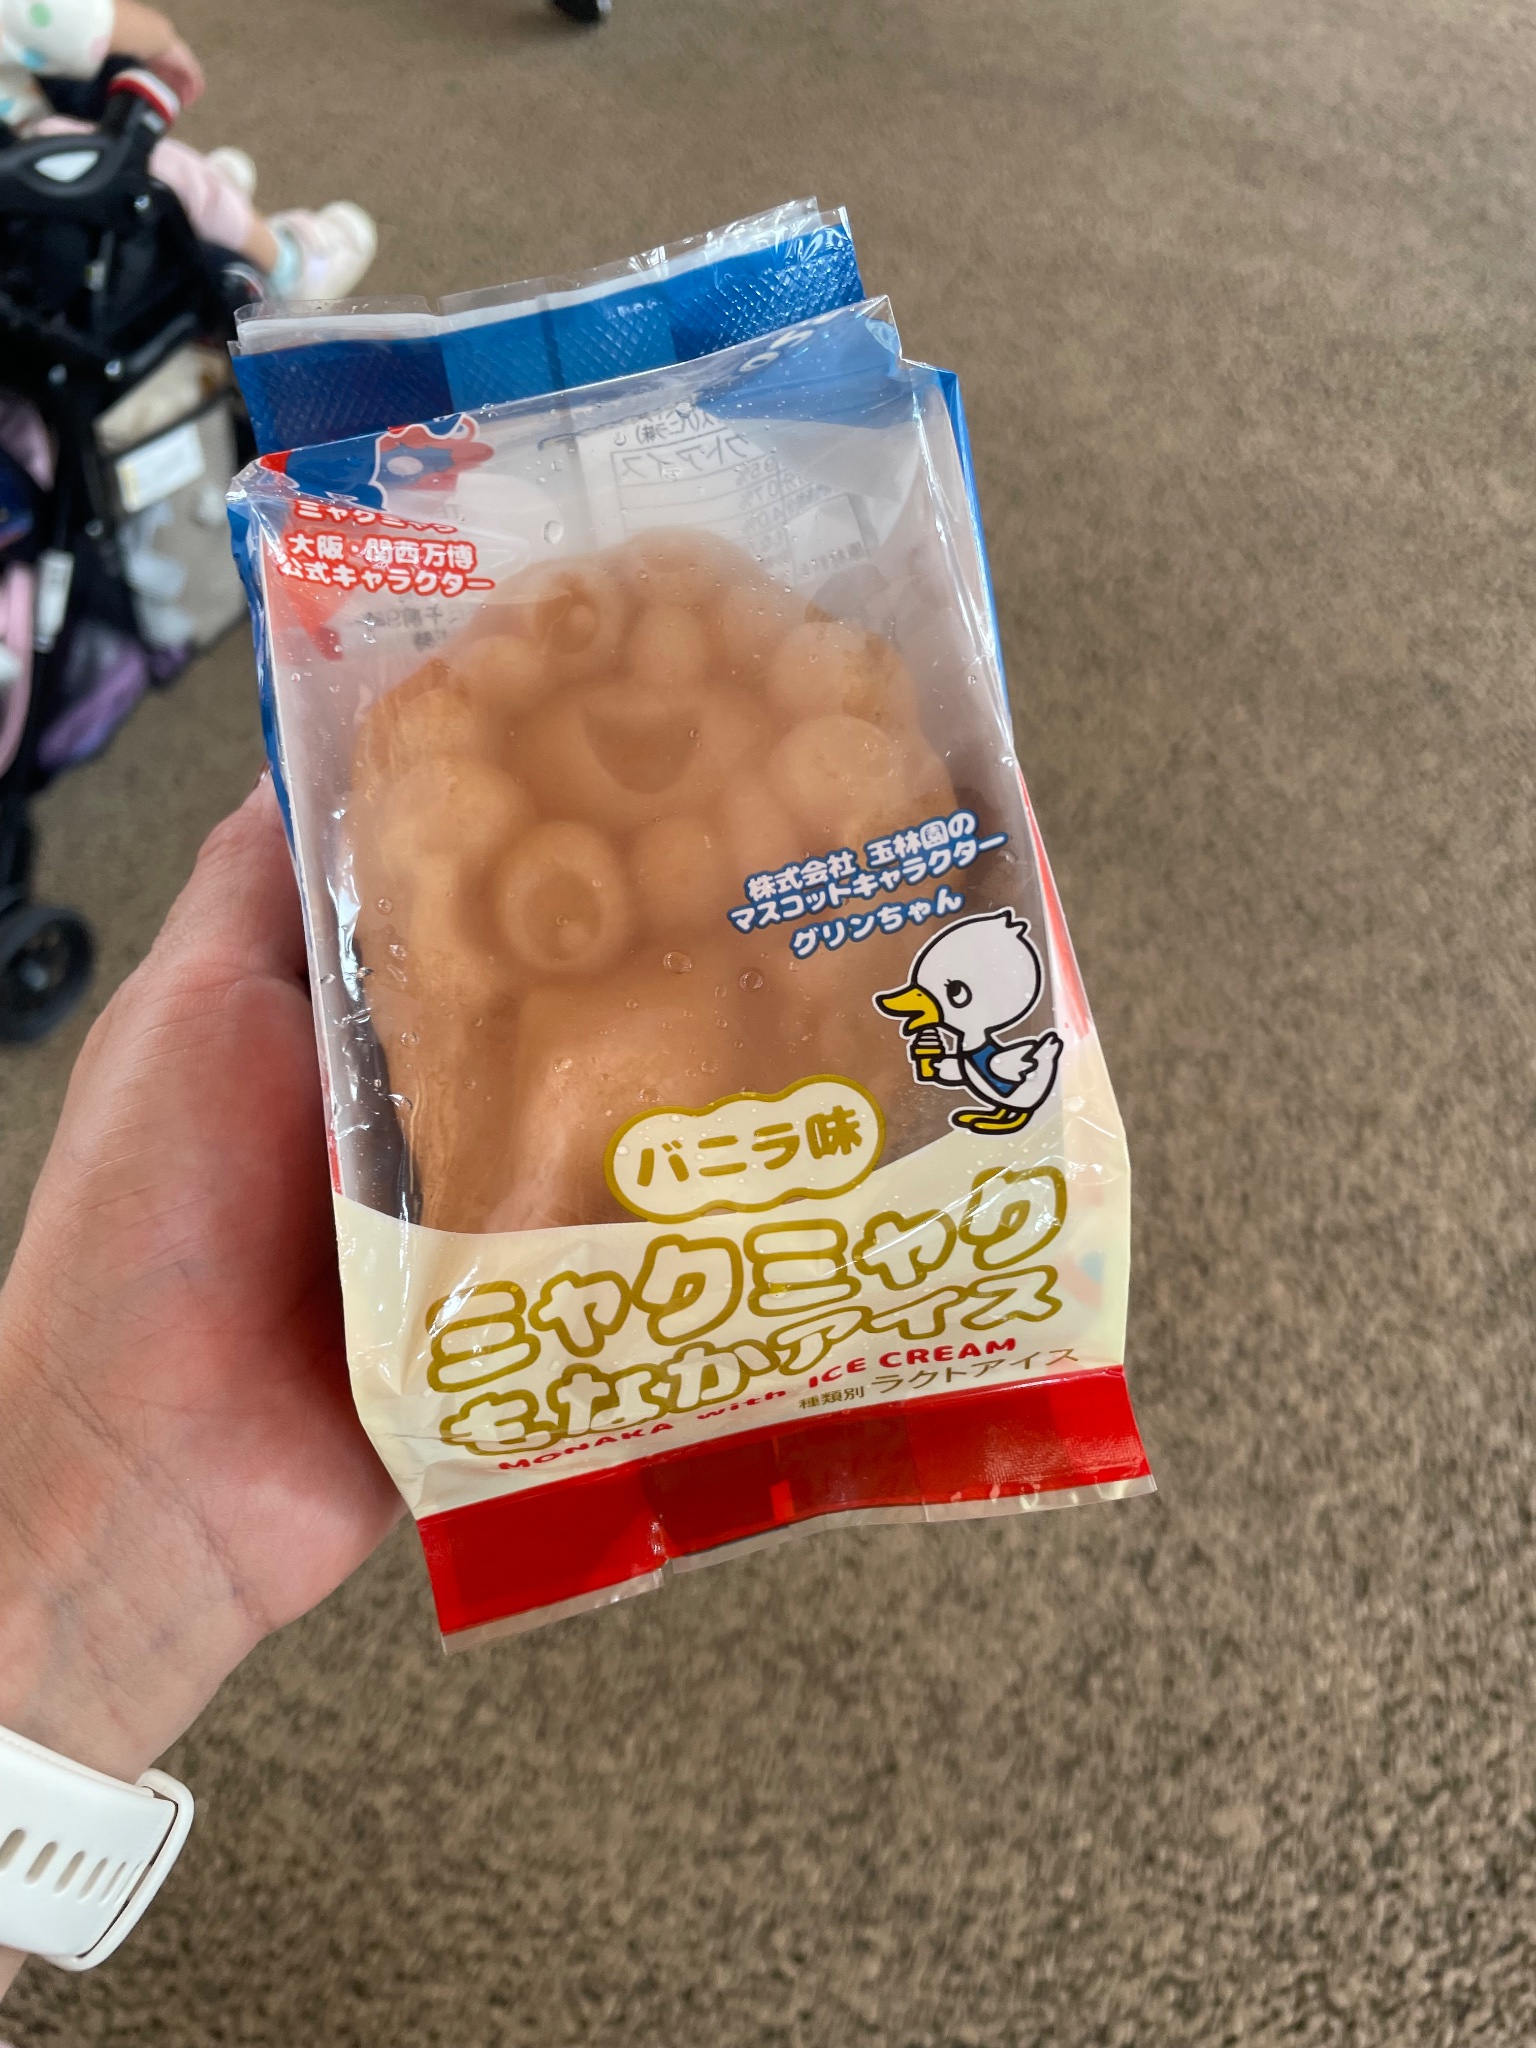 ミャクミャク
大阪・関西万博
公式キャラクター
株式会社 玉林園の
マスコットキャラクター
グリンちゃん
バニラ味
ミャクミャク
もなかアイス
MONAKA with ICE CREAM
種類別 ラクトアイス